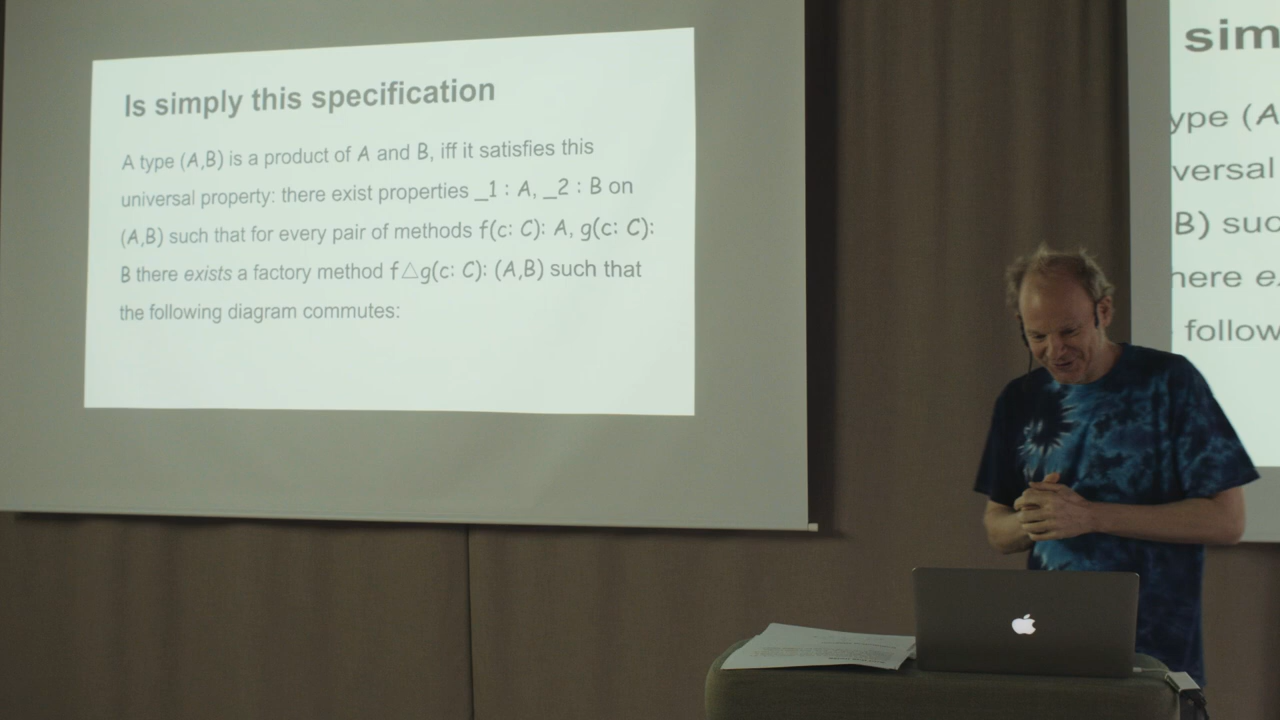 Is simply this specification
A type (A,B) is a product of A and B, iff it satisfies this
universal property: there exist properties _1 : A, _2 : B on
(A,B) such that for every pair of methods f(c: C): A, g(c: C):
B there exists a factory method f△g(c: C): (A,B) such that
the following diagram commutes:
sim
ype (A
versal
B) suc
here e
follow